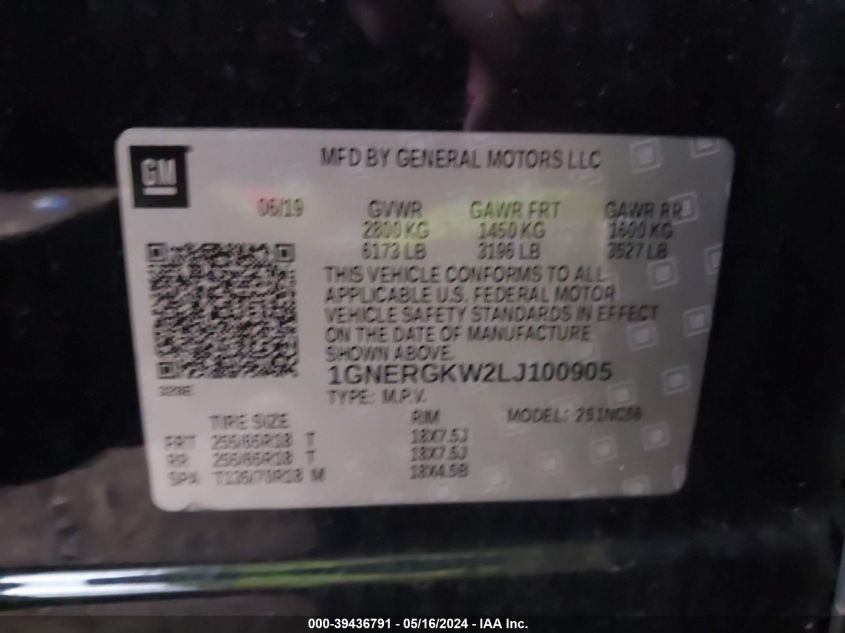 GM
MFD BY GENERAL MOTORS LLC
06/19 GVWR GAWR FRT GAWR RR
2800 KG 1450 KG 1600 KG
6173 LB 3196 LB 3527 LB
THIS VEHICLE CONFORMS TO ALL
APPLICABLE U.S. FEDERAL MOTOR
VEHICLE SAFETY STANDARDS IN EFFECT
ON THE DATE OF MANUFACTURE
SHOWN ABOVE.
1GNERGKW2LJ100905
TYPE: M.P.V.
TIRE SIZE RIM MODEL:
FRT 255/65R18 T 18X7.5J
RR 255/65R18 T 18X7.5J
SPA T135/70R18 M 18X4.5B
000-39436791 - 05/16/2024 - IAA Inc.